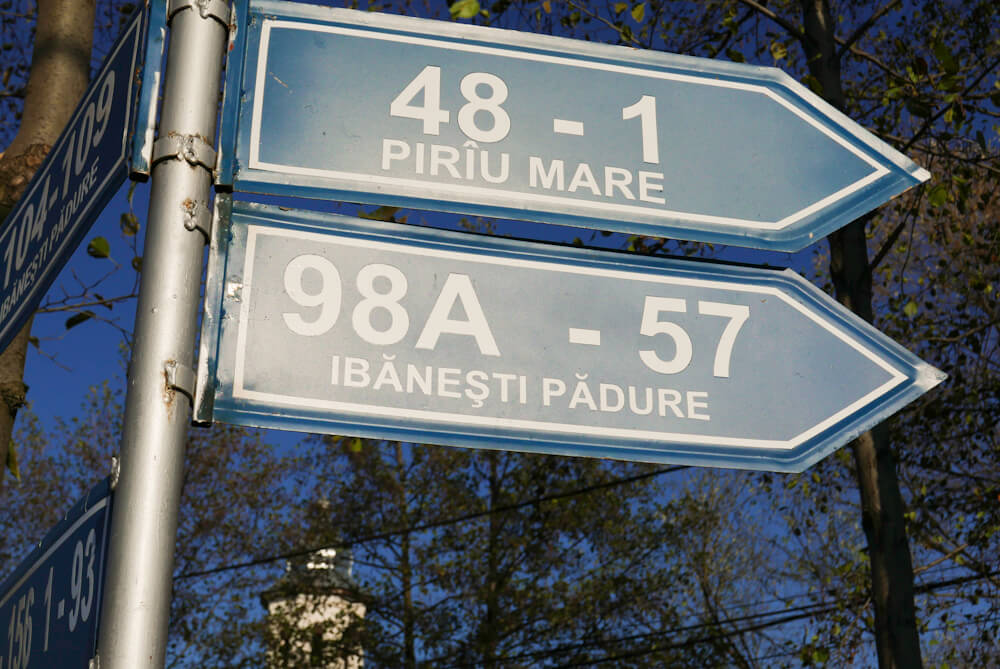 48 - 1
PIRÎU MARE
98A - 57
IBĂNEŞTI PĂDURE
104-109
IBĂNEŞTI PĂDURE
156 1-93